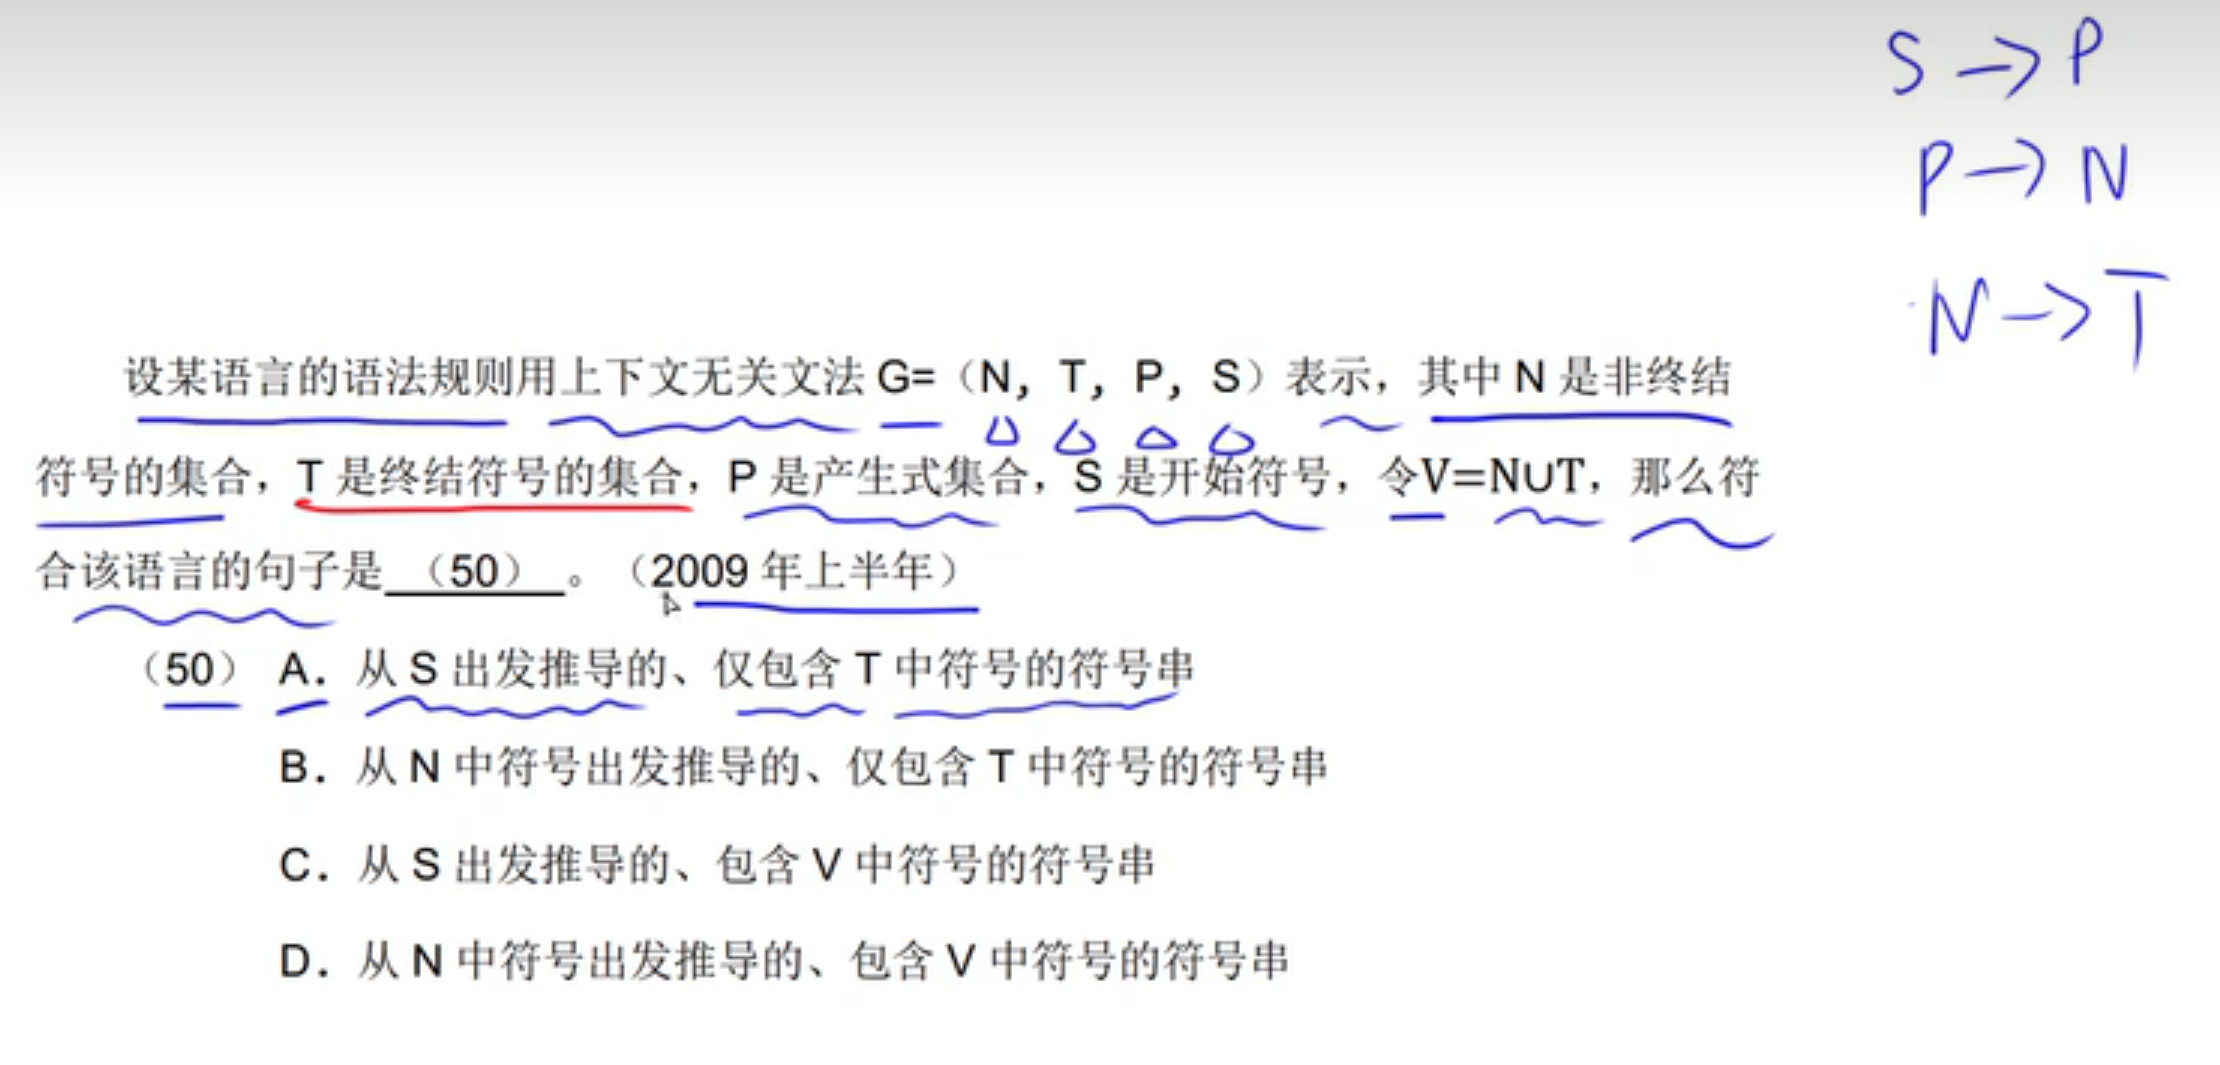 S→P
P→N
N→T
设某语言的语法规则用上下文无关文法 G=（N，T，P，S）表示，其中 N 是非终结
符号的集合，T 是终结符号的集合，P 是产生式集合，S 是开始符号，令V=N∪T，那么符
合该语言的句子是（50）。（2009 年上半年）
（50） A．从 S 出发推导的、仅包含 T 中符号的符号串
B．从 N 中符号出发推导的、仅包含 T 中符号的符号串
C．从 S 出发推导的、包含 V 中符号的符号串
D．从 N 中符号出发推导的、包含 V 中符号的符号串